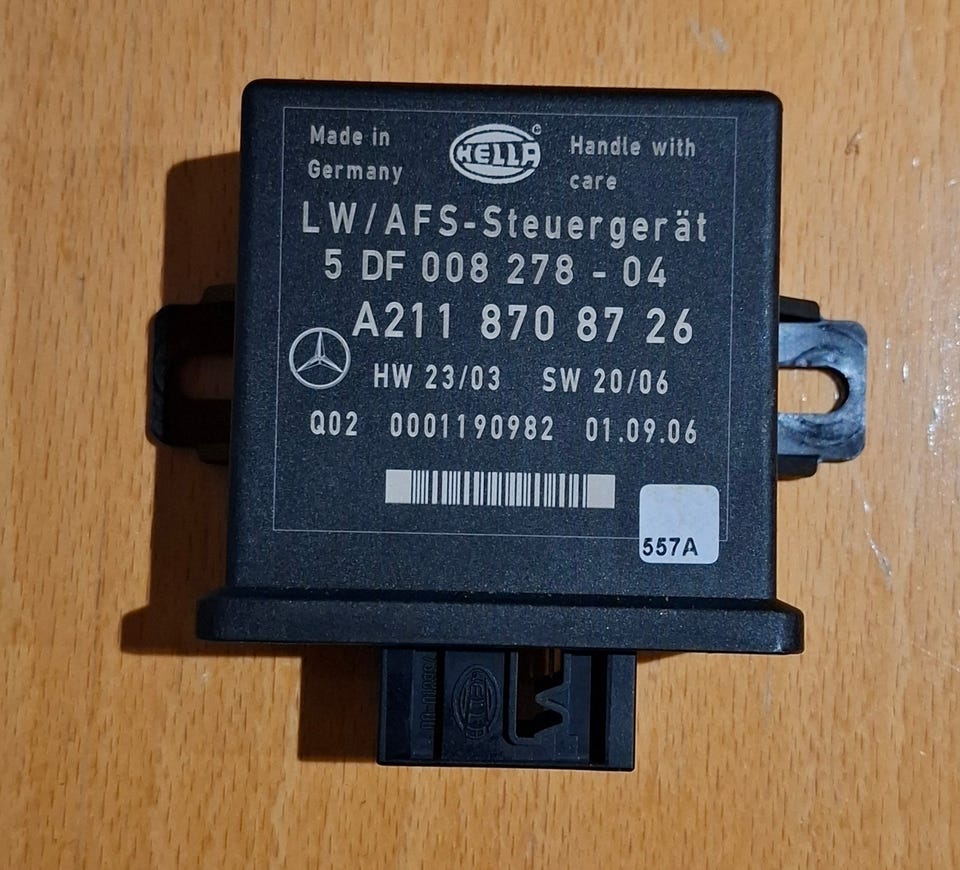 Made in
Germany
HELLA
Handle with
care
LW/AFS-Steuergerät
5 DF 008 278 - 04
A211 870 87 26
HW 23/03 SW 20/06
Q02 0001190982 01.09.06
557A
HELLA